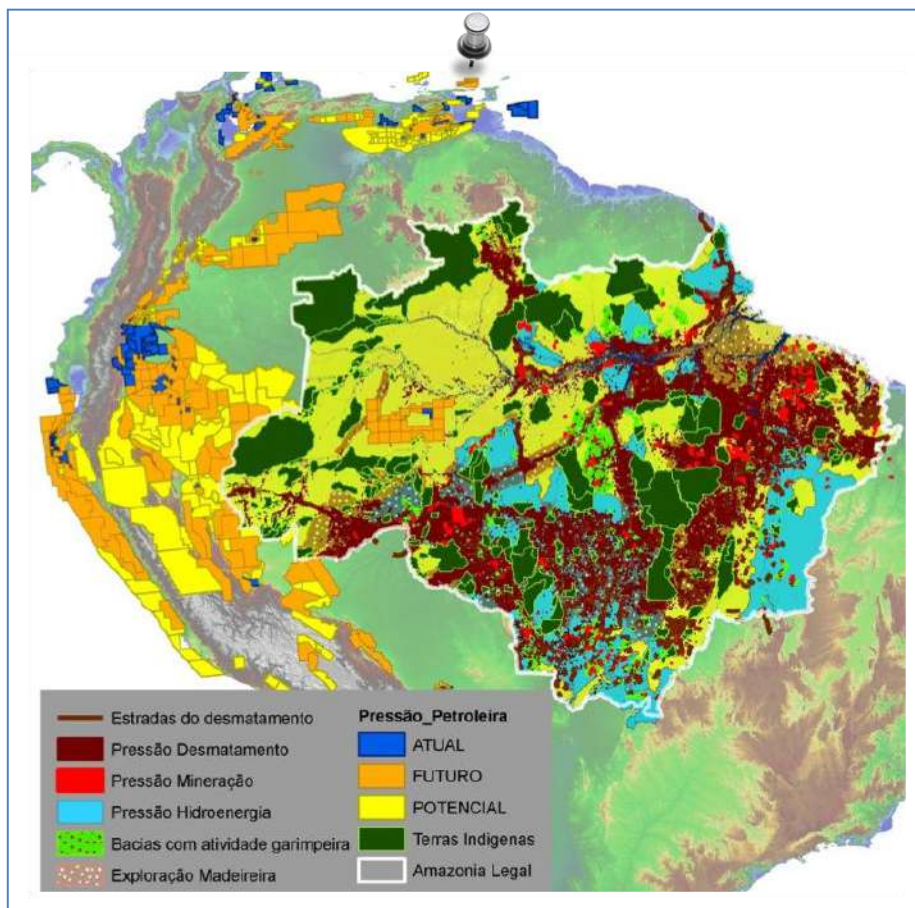 Estradas do desmatamento
Pressão Desmatamento
Pressão Mineração
Pressão Hidroenergia
Bacias com atividade garimpeira
Exploração Madeireira
Pressão_Petroleira
ATUAL
FUTURO
POTENCIAL
Terras Indigenas
Amazonia Legal